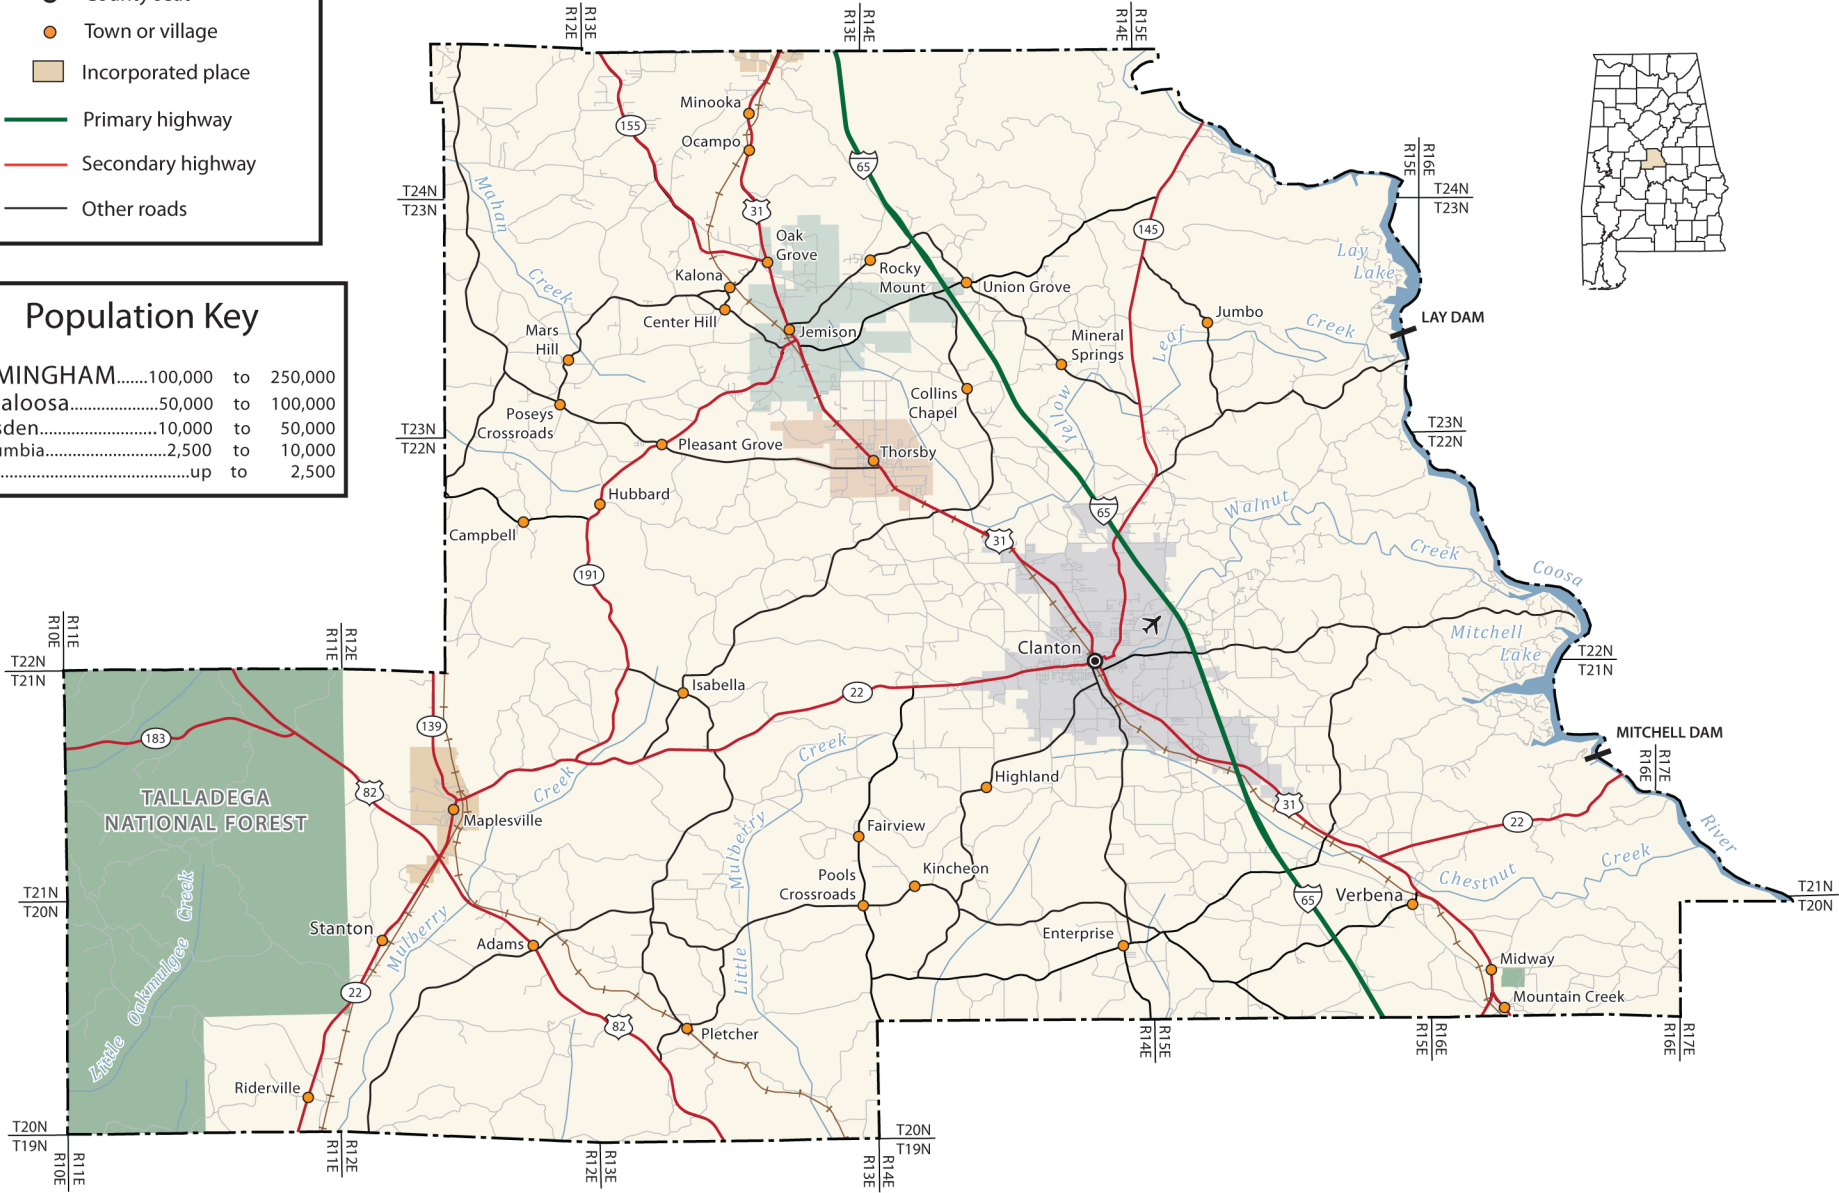 Town or village
Incorporated place
Primary highway
Secondary highway
Other roads
Population Key
MINGHAM.......100,000 to 250,000
aloosa....................50,000 to 100,000
sden..........................10,000 to 50,000
umbia............................2,500 to 10,000
up to 2,500
R12E
R13E
R13E
R14E
R14E
R15E
R15E
R16E
T24N
T23N
T24N
T23N
T23N
T22N
T23N
T22N
R10E
R11E
R11E
R12E
T22N
T21N
T22N
T21N
R16E
R17E
T21N
T20N
T21N
T20N
T20N
T19N
T20N
T19N
R10E
R11E
R11E
R12E
R12E
R13E
R13E
R14E
R14E
R15E
R15E
R16E
R16E
R17E
Minooka
Ocampo
155
65
31
145
Mahan
Creek
Oak
Grove
Kalona
Rocky
Mount
Union Grove
Center Hill
Jemison
Mars
Hill
Mineral
Springs
Jumbo
Leaf
Creek
Yellow
Lay
Lake
LAY DAM
Collins
Chapel
Poseys
Crossroads
Pleasant Grove
Thorsby
Hubbard
Campbell
65
31
Walnut
Creek
Coosa
191
Clanton
Mitchell
Lake
MITCHELL DAM
Isabella
22
183
139
82
TALLADEGA
NATIONAL FOREST
Maplesville
Creek
Creek
Mulberry
Highland
31
22
River
Fairview
Kincheon
Pools
Crossroads
Chestnut
Creek
Verbena
65
Stanton
Adams
Mulberry
Little
Enterprise
Midway
Mountain Creek
Creek
Oakmulgee
Little
22
82
Pletcher
Riderville